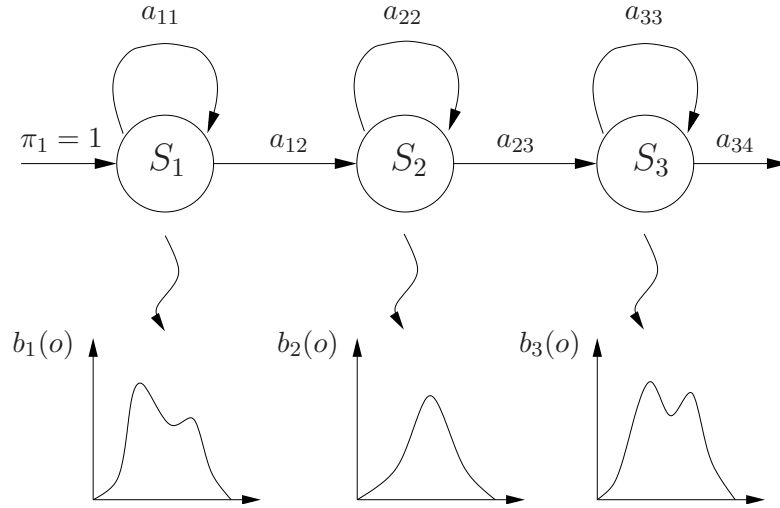 a₁₁ a₂₂ a₃₃
π₁ = 1 S₁ a₁₂ S₂ a₂₃ S₃ a₃₄
b₁(o) b₂(o) b₃(o)